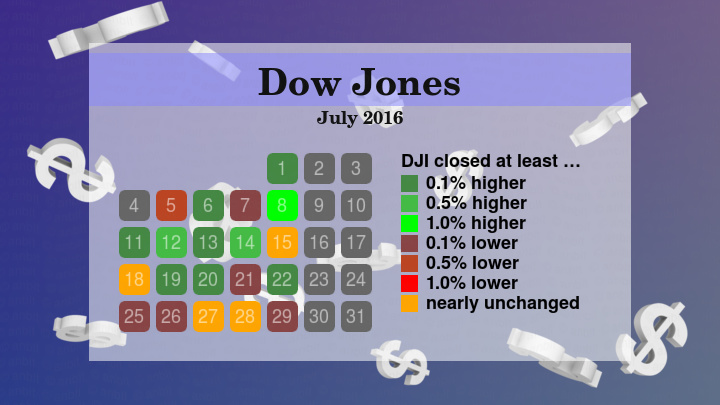 Dow Jones
July 2016
1 2 3
4 5 6 7 8 9 10
11 12 13 14 15 16 17
18 19 20 21 22 23 24
25 26 27 28 29 30 31
DJI closed at least …
0.1% higher
0.5% higher
1.0% higher
0.1% lower
0.5% lower
1.0% lower
nearly unchanged